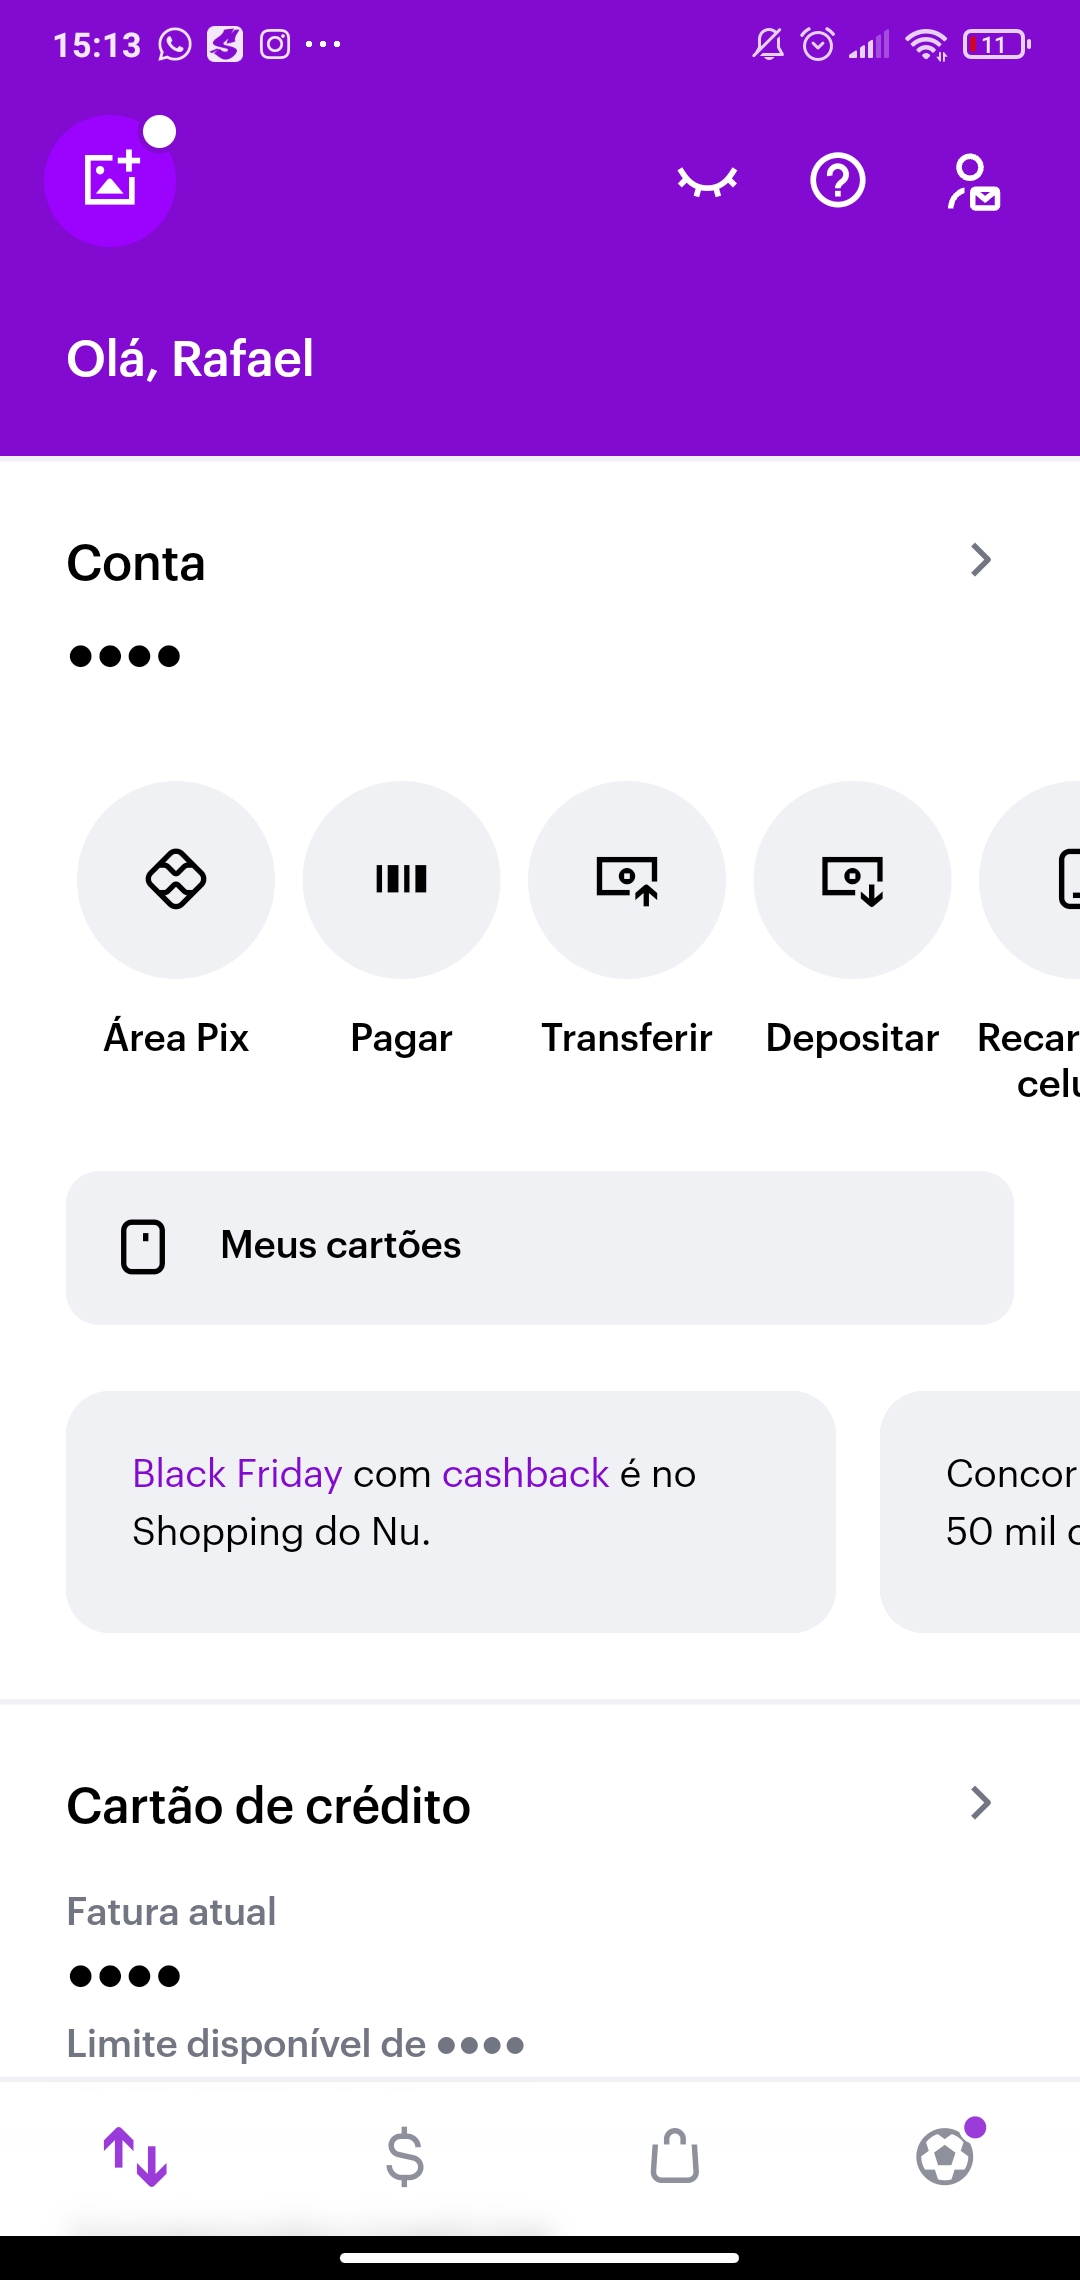 15:13
11
Olá, Rafael
Conta
Área Pix
Pagar
Transferir
Depositar
Recar
celu
Meus cartões
Black Friday com cashback é no
Shopping do Nu.
Concor
50 mil
Cartão de crédito
Fatura atual
Limite disponível de